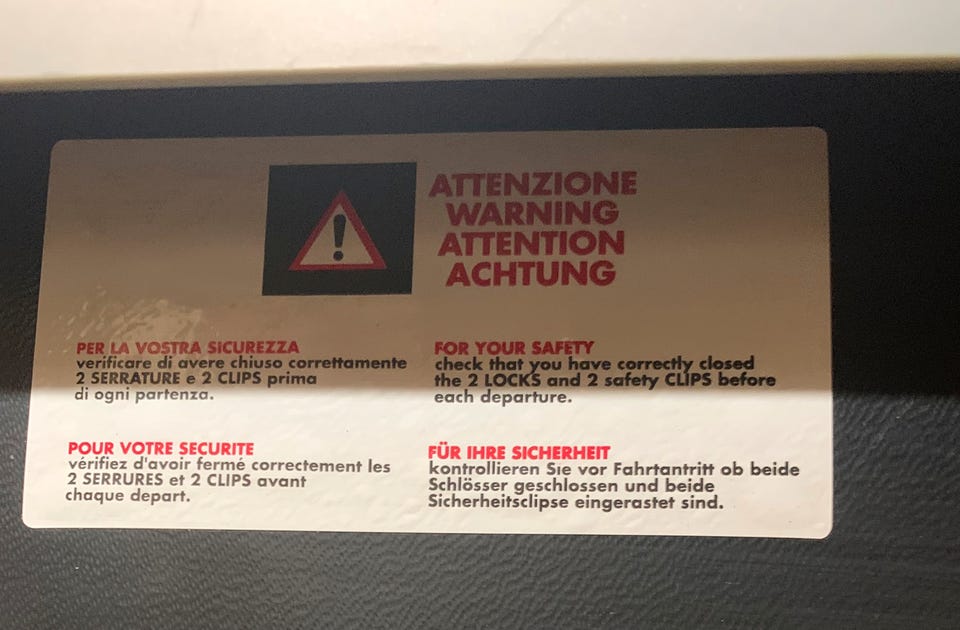 ATTENZIONE
WARNING
ATTENTION
ACHTUNG
PER LA VOSTRA SICUREZZA
verificare di avere chiuso correttamente
2 SERRATURE e 2 CLIPS prima
di ogni partenza.
FOR YOUR SAFETY
check that you have correctly closed
the 2 LOCKS and 2 safety CLIPS before
each departure.
POUR VOTRE SECURITE
vérifiez d'avoir fermé correctement les
2 SERRURES et 2 CLIPS avant
chaque depart.
FÜR IHRE SICHERHEIT
kontrollieren Sie vor Fahrtantritt ob beide
Schlösser geschlossen und beide
Sicherheitsclipse eingerastet sind.